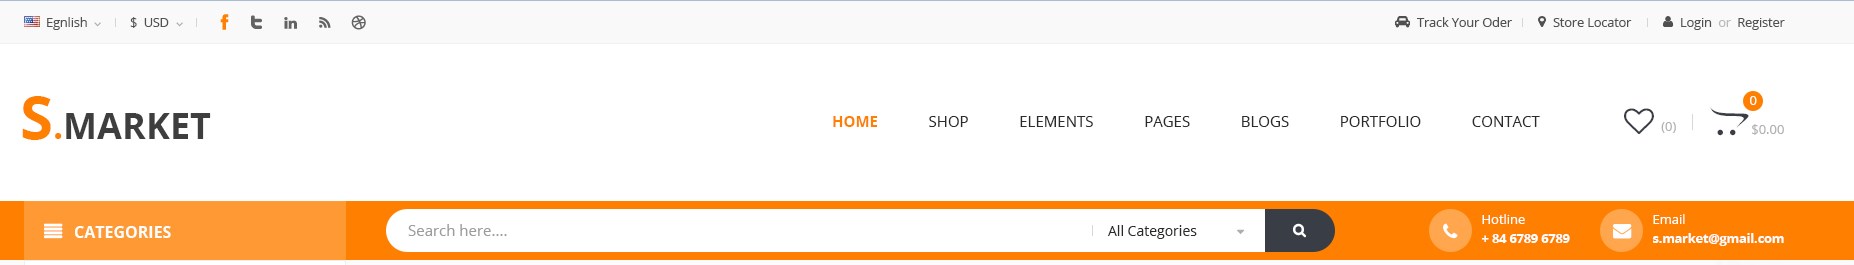 Egnlish $ USD Track Your Oder Store Locator Login or Register
S.MARKET HOME SHOP ELEMENTS PAGES BLOGS PORTFOLIO CONTACT (0) 0 $0.00
CATEGORIES Search here.... All Categories Hotline Email
+ 84 6789 6789 s.market@gmail.com